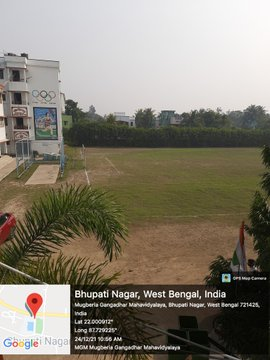 GPS Map Camera
Bhupati Nagar, West Bengal, India
Mugberia Gangadhar Mahavidyalaya, Bhupati Nagar, West Bengal 721425,
India
Lat 22.000912°
Long 87.729225°
24/12/21 10:56 AM
MGM Mugberia Gangadhar Mahavidyalaya
Google